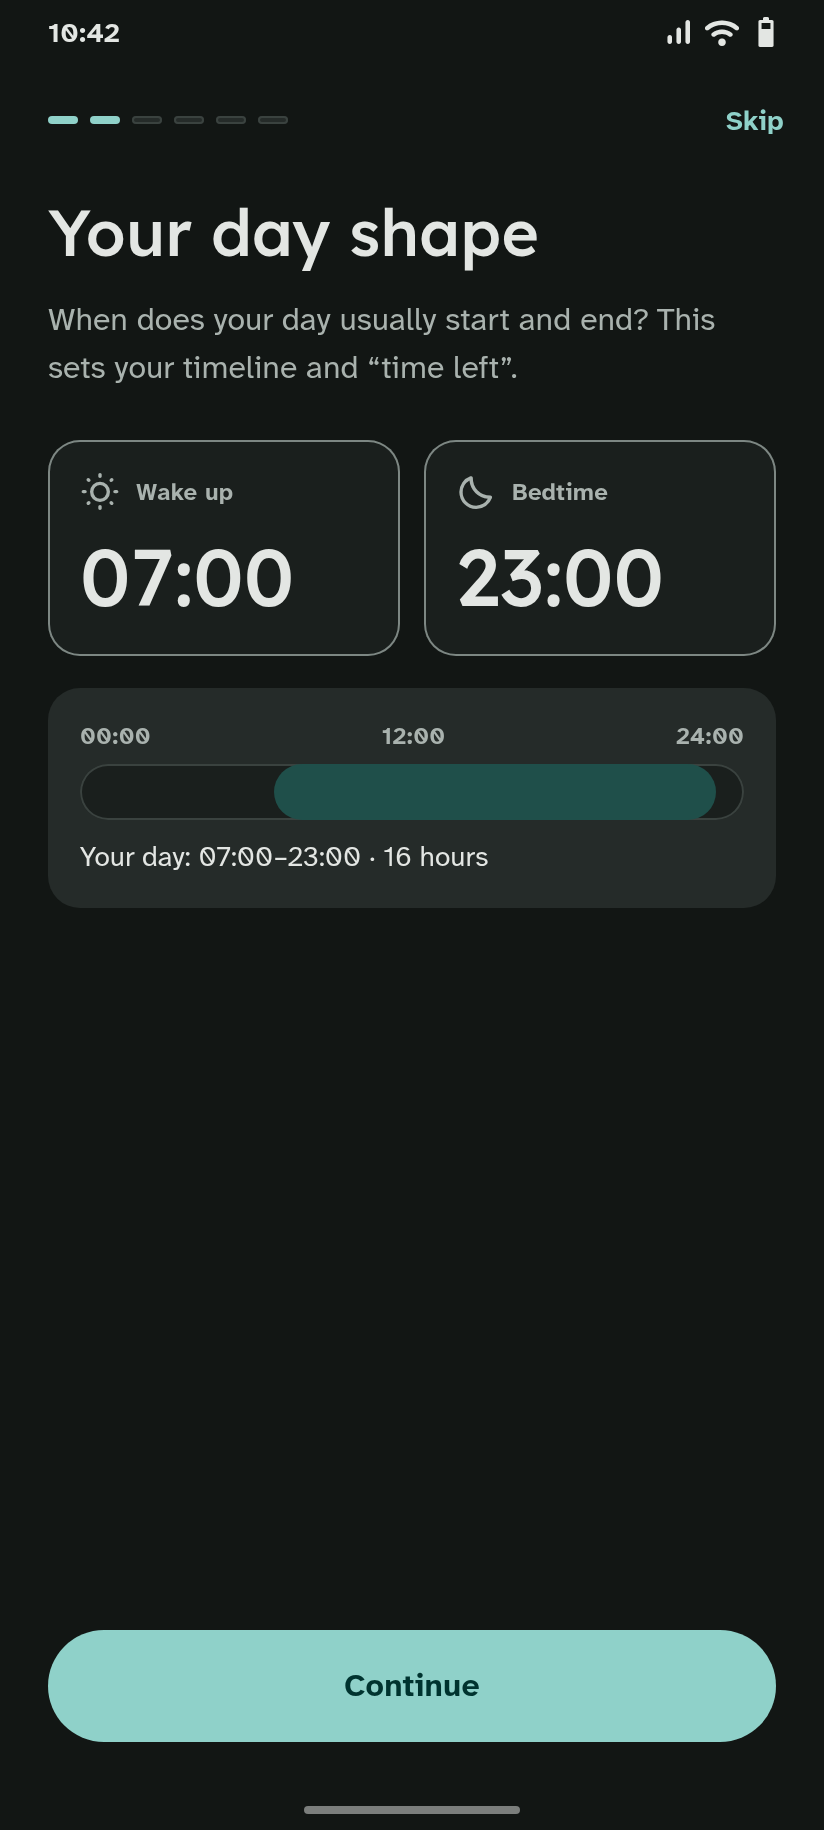 10:42
Skip
Your day shape
When does your day usually start and end? This
sets your timeline and “time left”.
Wake up
07:00
Bedtime
23:00
00:00 12:00 24:00
Your day: 07:00–23:00 · 16 hours
Continue